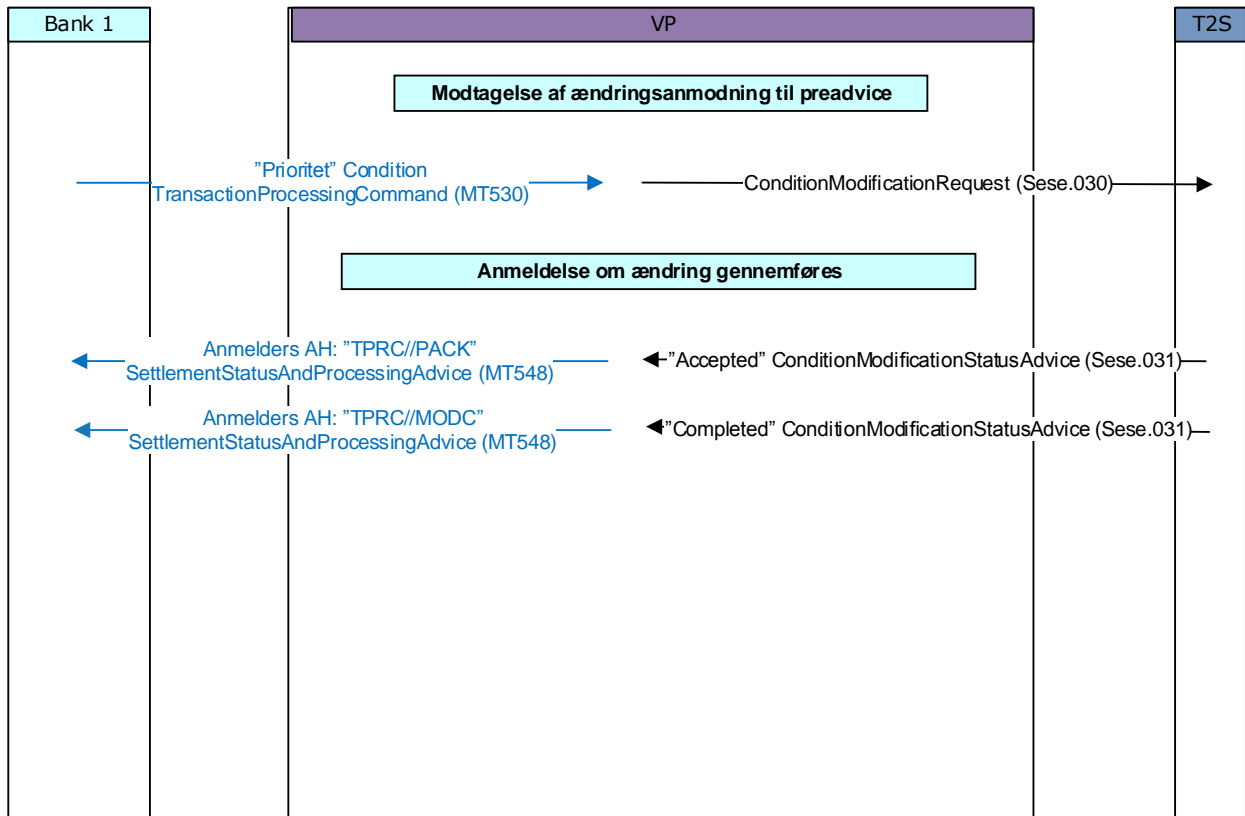 Bank 1
VP
T2S
Modtagelse af ændringsanmodning til preadvice
”Prioritet” Condition
TransactionProcessingCommand (MT530)
ConditionModificationRequest (Sese.030)
Anmeldelse om ændring gennemføres
Anmelders AH: ”TPRC//PACK”
SettlementStatusAndProcessingAdvice (MT548)
”Accepted” ConditionModificationStatusAdvice (Sese.031)
Anmelders AH: ”TPRC//MODC”
SettlementStatusAndProcessingAdvice (MT548)
”Completed” ConditionModificationStatusAdvice (Sese.031)